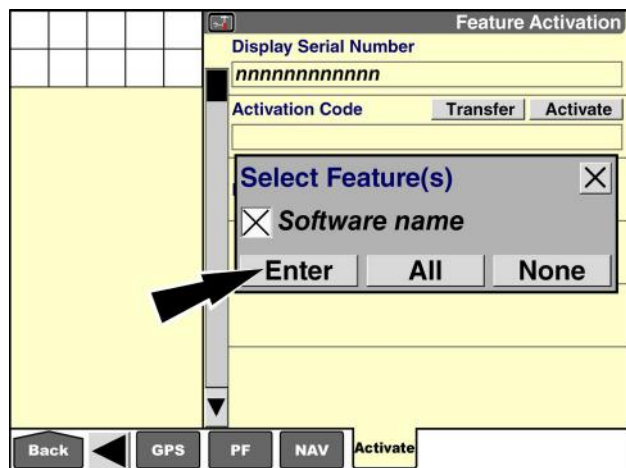 Feature Activation
Display Serial Number
nnnnnnnnnnnn
Activation Code Transfer Activate
Select Feature(s)
Software name
Enter All None
Back GPS PF NAV Activate